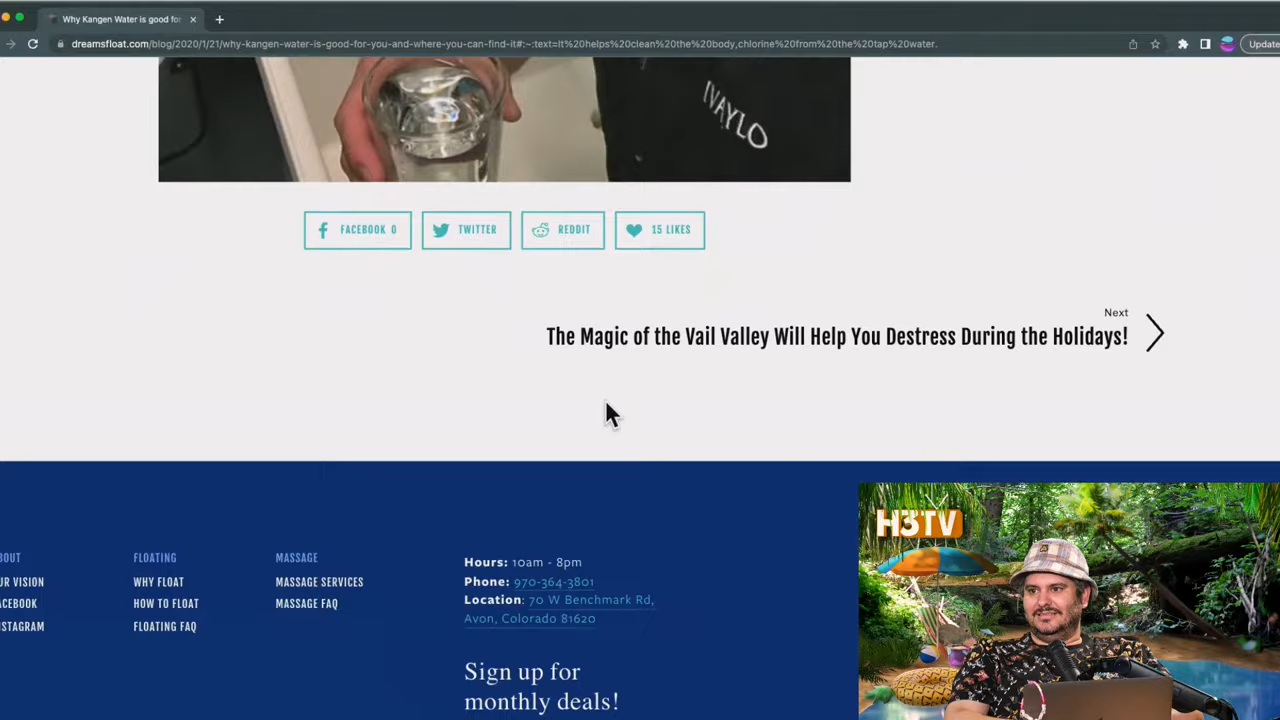 Why Kangen Water is good for
dreamsfloat.com/blog/2020/1/21/why-kangen-water-is-good-for-you-and-where-you-can-find-it#:~:text=It%20helps%20clean%20the%20body,chlorine%20from%20the%20tap%20water.
Update
IVAYLO
FACEBOOK 0
TWITTER
REDDIT
15 LIKES
Next
The Magic of the Vail Valley Will Help You Destress During the Holidays!
H3TV
BOUT
FLOATING
MASSAGE
UR VISION
WHY FLOAT
MASSAGE SERVICES
ACEBOOK
HOW TO FLOAT
MASSAGE FAQ
NSTAGRAM
FLOATING FAQ
Hours: 10am - 8pm
Phone: 970-364-3801
Location: 70 W Benchmark Rd,
Avon, Colorado 81620
Sign up for
monthly deals!